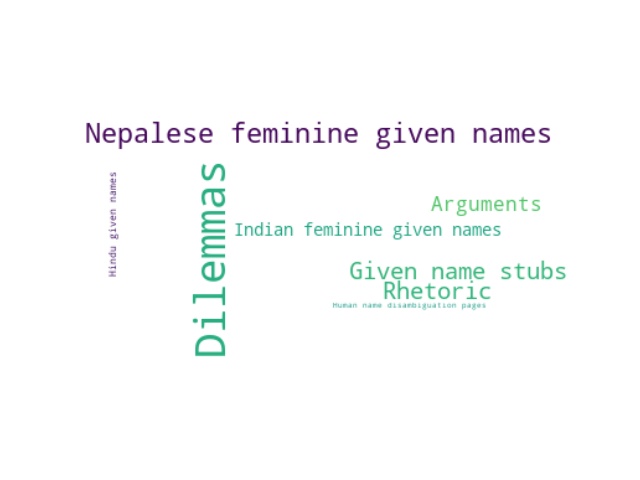 Nepalese feminine given names
Hindu given names
Dilemmas
Arguments
Indian feminine given names
Given name stubs
Rhetoric
Human name disambiguation pages